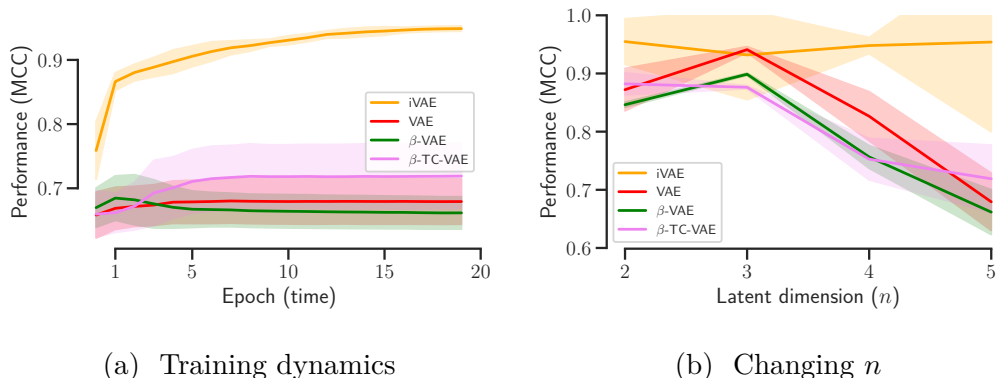 Performance (MCC)
0.9
0.8
0.7
iVAE
VAE
β-VAE
β-TC-VAE
1
5
10
15
20
Epoch (time)
(a) Training dynamics
Performance (MCC)
1.0
0.9
0.8
0.7
0.6
iVAE
VAE
β-VAE
β-TC-VAE
2
3
4
5
Latent dimension (n)
(b) Changing n